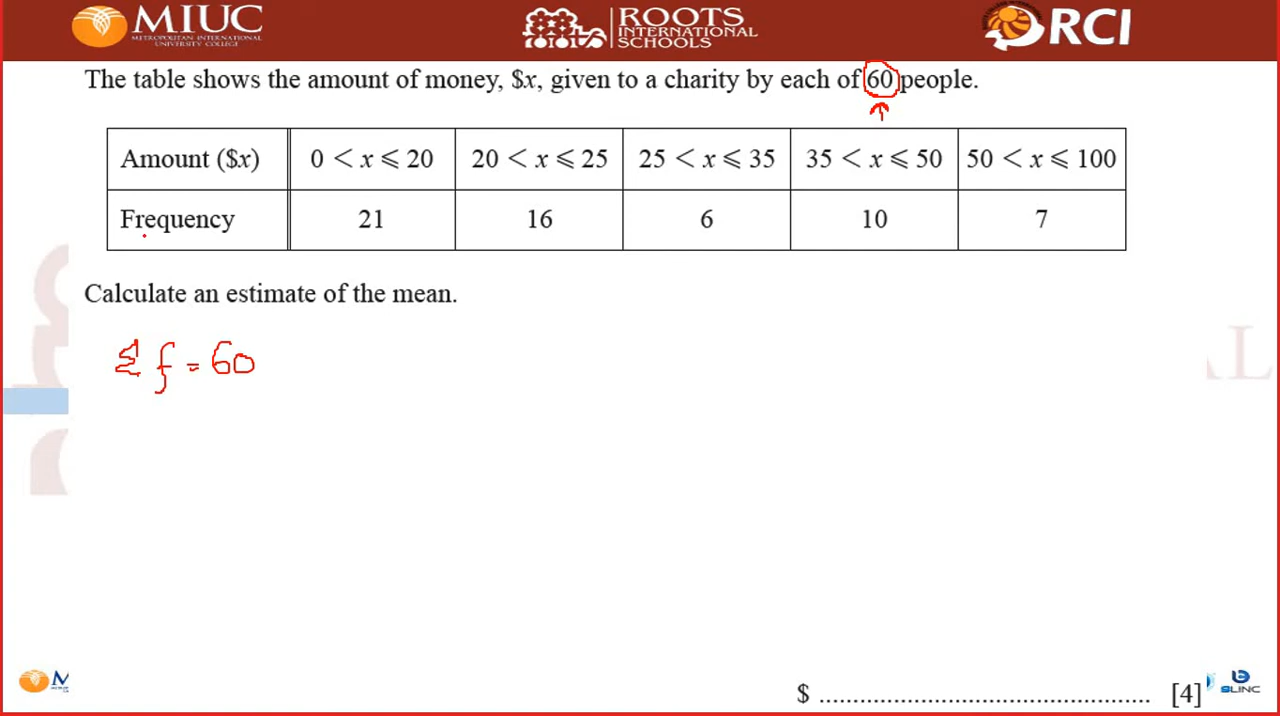 MIUC
METROPOLITAN INTERNATIONAL
UNIVERSITY COLLEGE
ROOTS
INTERNATIONAL
SCHOOLS
RCI
The table shows the amount of money, $x, given to a charity by each of 60 people.
Amount ($x) 0 < x ⩽ 20 20 < x ⩽ 25 25 < x ⩽ 35 35 < x ⩽ 50 50 < x ⩽ 100
Frequency 21 16 6 10 7
Calculate an estimate of the mean.
Σ f = 60
$ ................................................. [4]